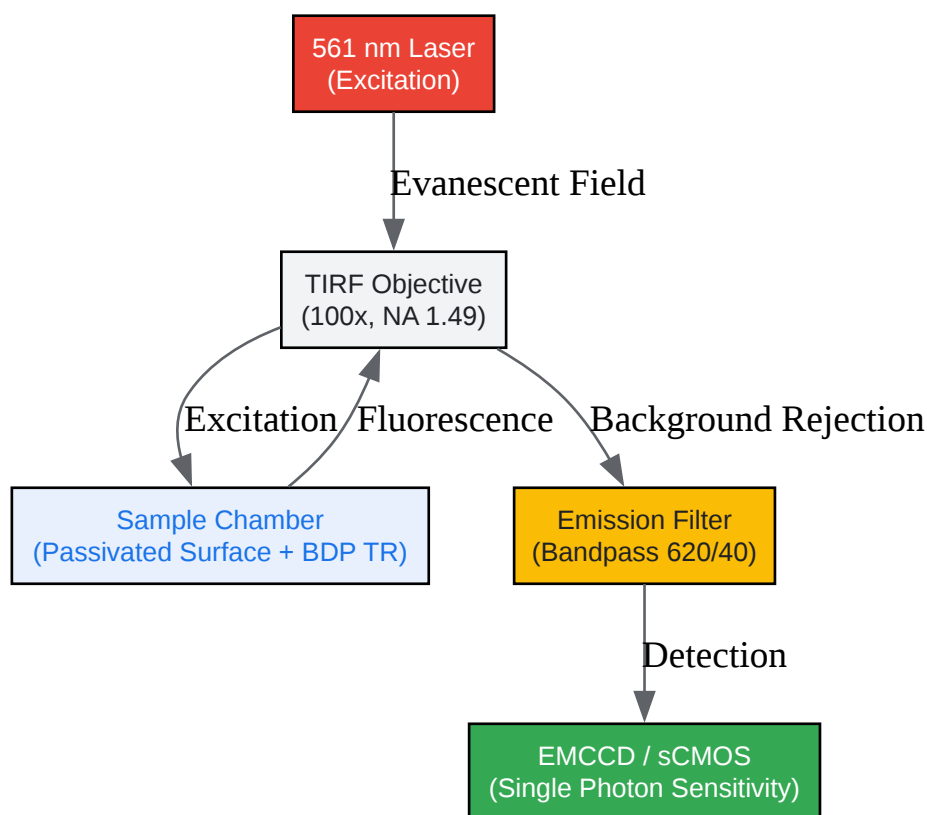 561 nm Laser
(Excitation)
Evanescent Field
TIRF Objective
(100x, NA 1.49)
Excitation
Fluorescence
Background Rejection
Sample Chamber
(Passivated Surface + BDP TR)
Emission Filter
(Bandpass 620/40)
Detection
EMCCD / sCMOS
(Single Photon Sensitivity)